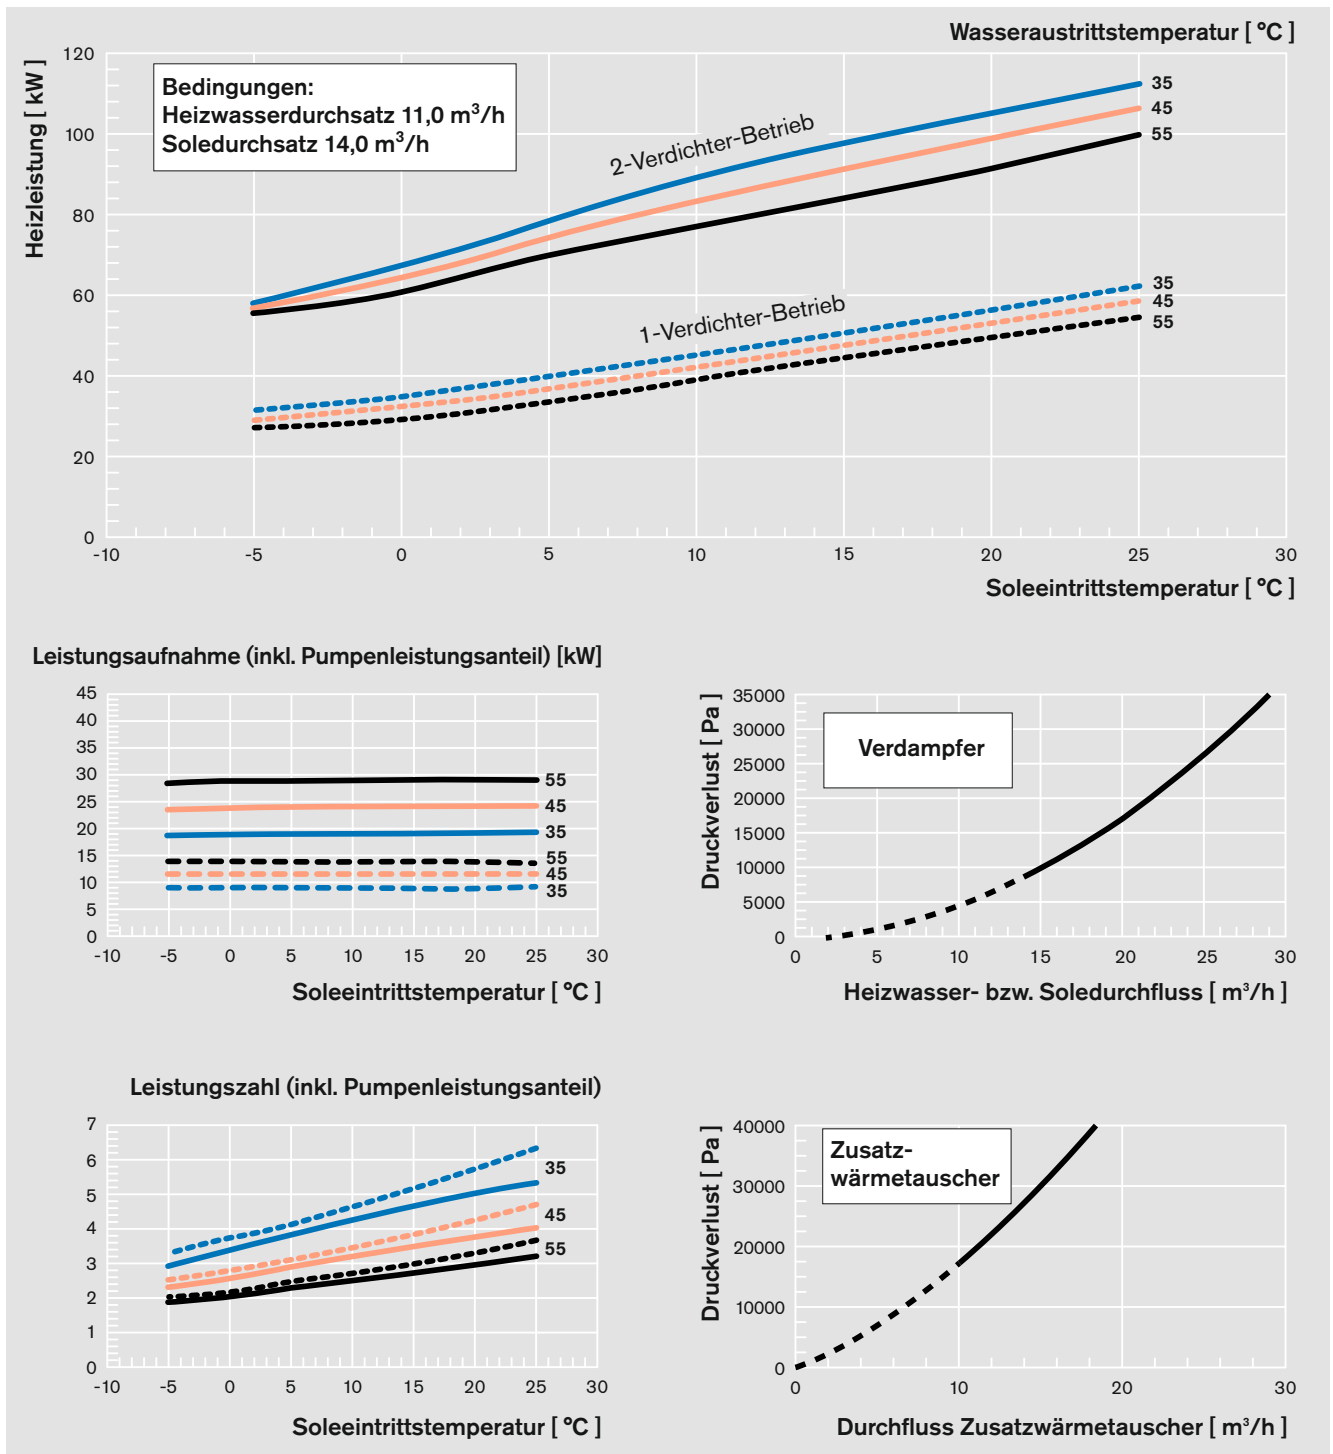 Wasseraustrittstemperatur [ °C ]
Heizleistung [ kW ]
120
100
80
60
40
20
0
Bedingungen:
Heizwasserdurchsatz 11,0 m³/h
Soledurchsatz 14,0 m³/h
2-Verdichter-Betrieb
35
45
55
1-Verdichter-Betrieb
35
45
55
-10 -5 0 5 10 15 20 25 30
Soleeintrittstemperatur [ °C ]
Leistungsaufnahme (inkl. Pumpenleistungsanteil) [kW]
45
40
35
30
25
20
15
10
5
0
55
45
35
55
45
35
-10 -5 0 5 10 15 20 25 30
Soleeintrittstemperatur [ °C ]
Druckverlust [ Pa ]
35000
30000
25000
20000
15000
10000
5000
0
Verdampfer
0 5 10 15 20 25 30
Heizwasser- bzw. Soledurchfluss [ m³/h ]
Leistungszahl (inkl. Pumpenleistungsanteil)
7
6
5
4
3
2
1
0
35
45
55
-10 -5 0 5 10 15 20 25 30
Soleeintrittstemperatur [ °C ]
Druckverlust [ Pa ]
40000
30000
20000
10000
0
Zusatz-
wärmetauscher
0 10 20 30
Durchfluss Zusatzwärmetauscher [ m³/h ]